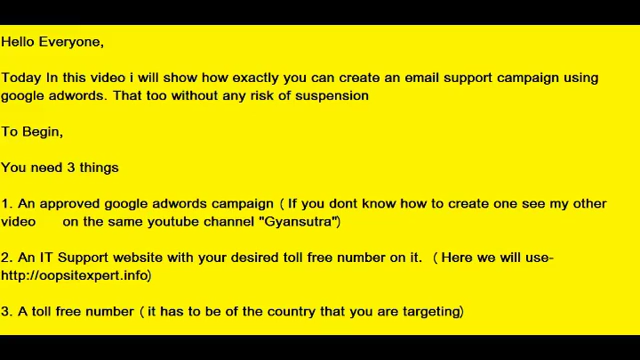 Hello Everyone,
Today In this video i will show how exactly you can create an email support campaign using
google adwords. That too without any risk of suspension
To Begin,
You need 3 things
1. An approved google adwords campaign ( If you dont know how to create one see my other
video on the same youtube channel "Gyansutra")
2. An IT Support website with your desired toll free number on it. ( Here we will use-
http://oopsitexpert.info)
3. A toll free number ( it has to be of the country that you are targeting)